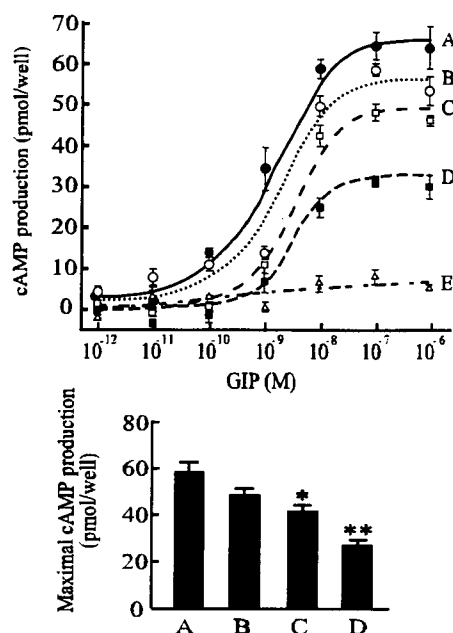 cAMP production (pmol/well)
70
60
50
40
30
20
10
0
A
B
C
D
E
10⁻¹² 10⁻¹¹ 10⁻¹⁰ 10⁻⁹ 10⁻⁸ 10⁻⁷ 10⁻⁶
GIP (M)
Maximal cAMP production
(pmol/well)
80
60
40
20
0
*
**
A B C D